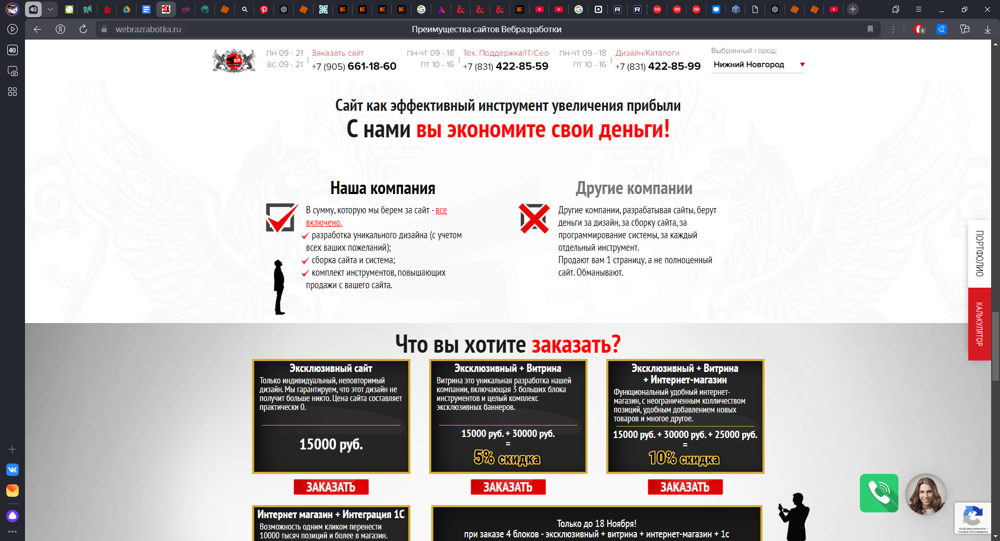 40
webrazrabotka.ru
Преимущества сайтов Вебразработки
2
40
ПН 09 - 21
ВС 09 - 21
Заказать сайт
+7 (905) 661-18-60
ПН-ЧТ 09 - 18
ПТ 10 - 16
Тех. Поддержка/IT/Сео
+7 (831) 422-85-59
ПН-ЧТ 09 - 18
ПТ 10 - 16
Дизайн/Каталоги
+7 (831) 422-85-99
Выбранный город:
Нижний Новгород
Сайт как эффективный инструмент увеличения прибыли
С нами вы экономите свои деньги!
Наша компания
В сумму, которую мы берем за сайт - все
включено.
разработка уникального дизайна (с учетом
всех ваших пожеланий);
сборка сайта и система;
комплект инструментов, повышающих
продажи с вашего сайта.
Другие компании
Другие компании, разрабатывая сайты, берут
деньги за дизайн, за сборку сайта, за
программирование системы, за каждый
отдельный инструмент.
Продают вам 1 страницу, а не полноценный
сайт. Обманывают.
ПОРТФОЛИО
КАЛЬКУЛЯТОР
Что вы хотите заказать?
Эксклюзивный сайт
Только индивидуальный, неповторимый
дизайн. Мы гарантируем, что этот дизайн не
получит больше никто. Цена сайта составляет
практически 0.
15000 руб.
ЗАКАЗАТЬ
Эксклюзивный + Витрина
Витрина это уникальная разработка нашей
компании, включающая 3 больших блока
инструментов и целый комплекс
эксклюзивных баннеров.
15000 руб. + 30000 руб.
=
5% скидка
ЗАКАЗАТЬ
Эксклюзивный + Витрина
+ Интернет-магазин
Функциональный удобный интернет-
магазин, с неограниченным колличеством
позиций, удобным добавлением новых
товаров и многое другое.
15000 руб. + 30000 руб. + 25000 руб.
=
10% скидка
ЗАКАЗАТЬ
Интернет магазин + Интеграция 1С
Возможность одним кликом перенести
10000 тысяч позиций и более в магазин.
Только до 18 Ноября!
при заказе 4 блоков - эксклюзивный + витрина + интернет-магазин + 1с
Конфиденциальность -
Условия использования